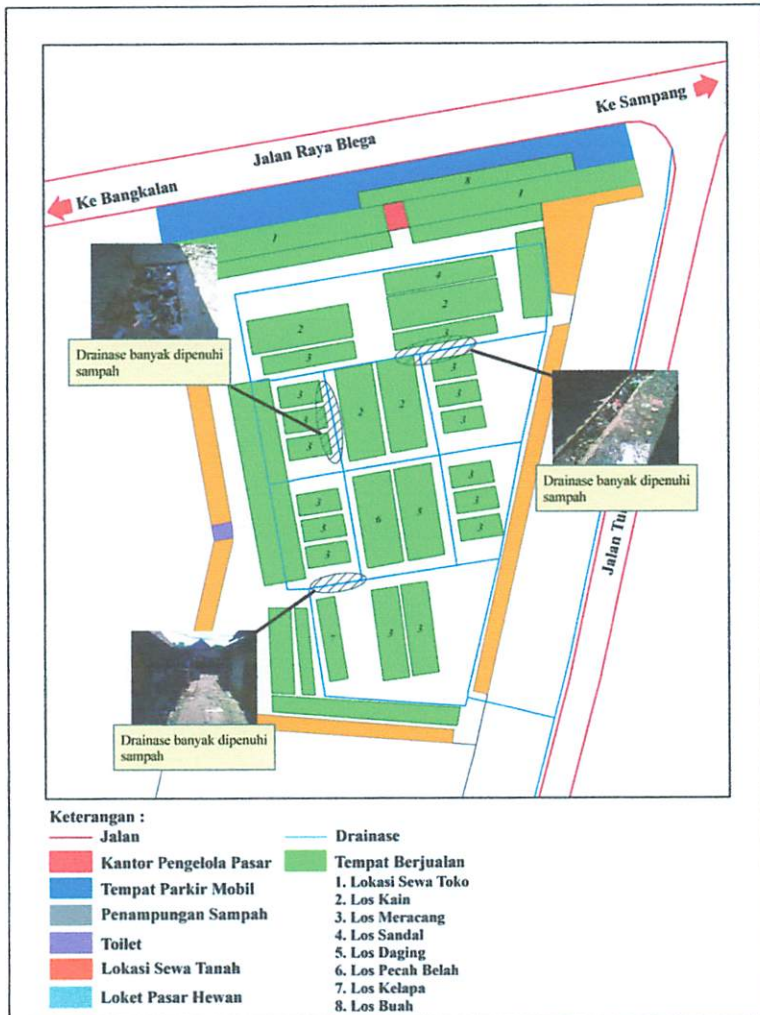 Ke Sampang
Jalan Raya Blega
Ke Bangkalan
8
1
1
4
2
2
3
3
Drainase banyak dipenuhi
sampah
3
3
3
2
2
3
3
3
Drainase banyak dipenuhi
sampah
3
3
3
6
3
3
3
Jalan
3
3
Drainase banyak dipenuhi
sampah
Keterangan :
Jalan
Kantor Pengelola Pasar
Tempat Parkir Mobil
Penampungan Sampah
Toilet
Lokasi Sewa Tanah
Loket Pasar Hewan
Drainase
Tempat Berjualan
1. Lokasi Sewa Toko
2. Los Kain
3. Los Meracang
4. Los Sandal
5. Los Daging
6. Los Pecah Belah
7. Los Kelapa
8. Los Buah